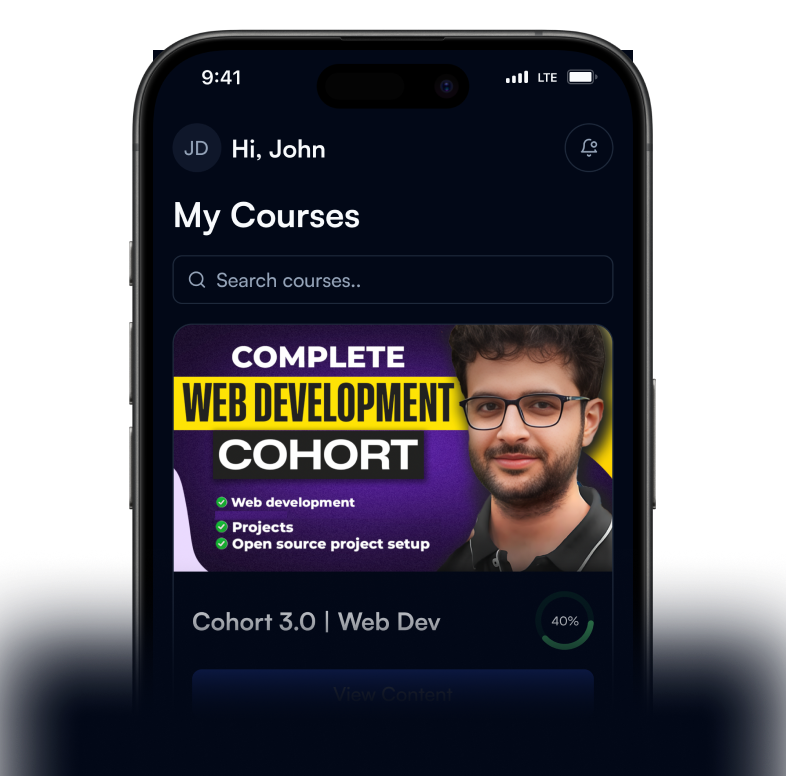 9:41
LTE
JD
Hi, John
My Courses
Search courses..
COMPLETE
WEB DEVELOPMENT
COHORT
Web development
Projects
Open source project setup
Cohort 3.0 | Web Dev
40%
View Content